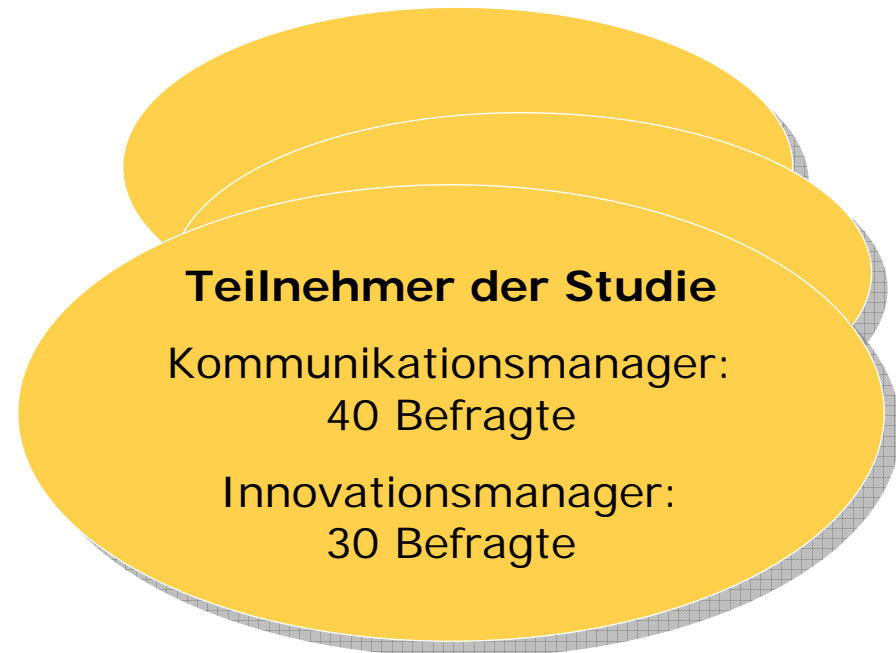 Teilnehmer der Studie
Kommunikationsmanager:
40 Befragte
Innovationsmanager:
30 Befragte